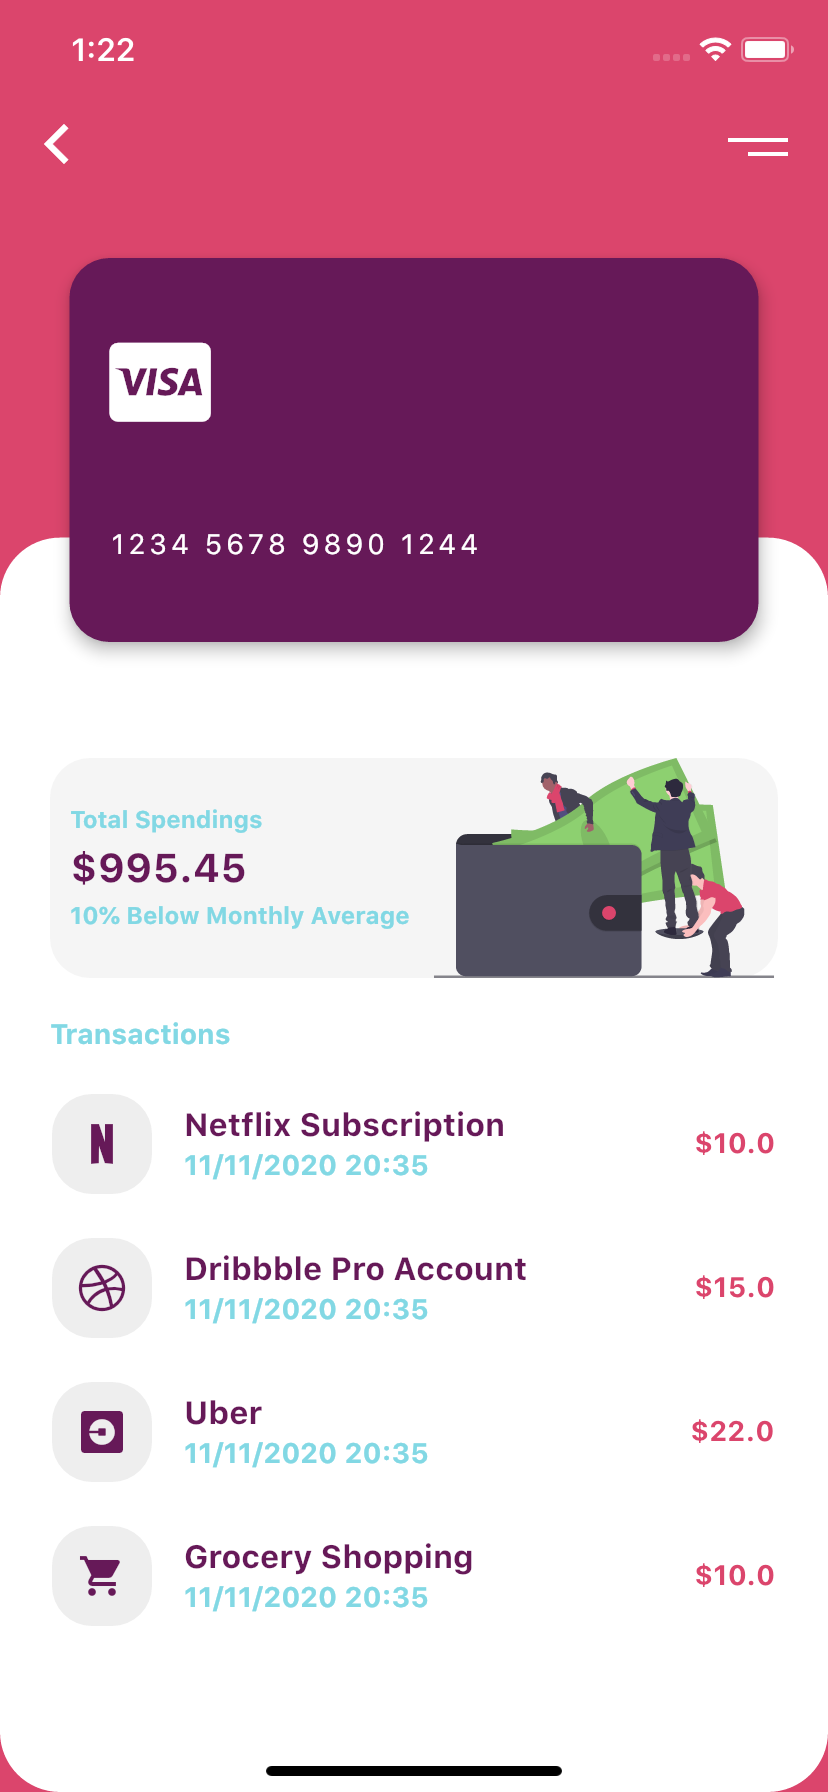 1:22
VISA
1234 5678 9890 1244
Total Spendings
$995.45
10% Below Monthly Average
Transactions
N
Netflix Subscription
$10.0
11/11/2020 20:35
Dribbble Pro Account
$15.0
11/11/2020 20:35
Uber
$22.0
11/11/2020 20:35
Grocery Shopping
$10.0
11/11/2020 20:35